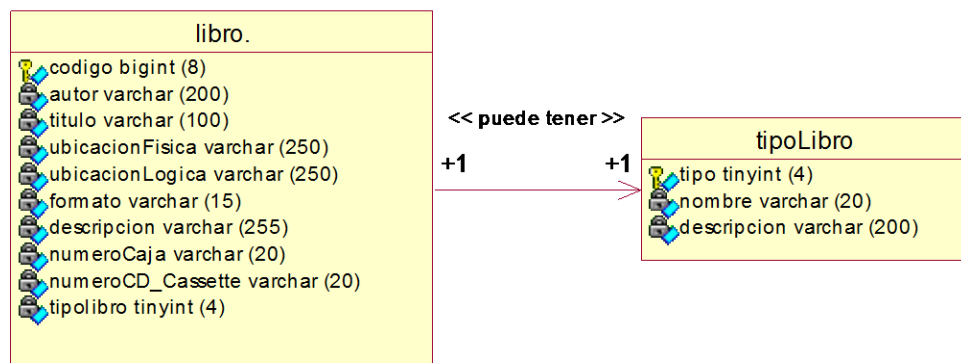 libro.
codigo bigint (8)
autor varchar (200)
titulo varchar (100)
ubicacionFisica varchar (250)
ubicacionLogica varchar (250)
formato varchar (15)
descripcion varchar (255)
numeroCaja varchar (20)
numeroCD_Cassette varchar (20)
tipolibro tinyint (4)
<< puede tener >>
+1 +1
tipoLibro
tipo tinyint (4)
nombre varchar (20)
descripcion varchar (200)